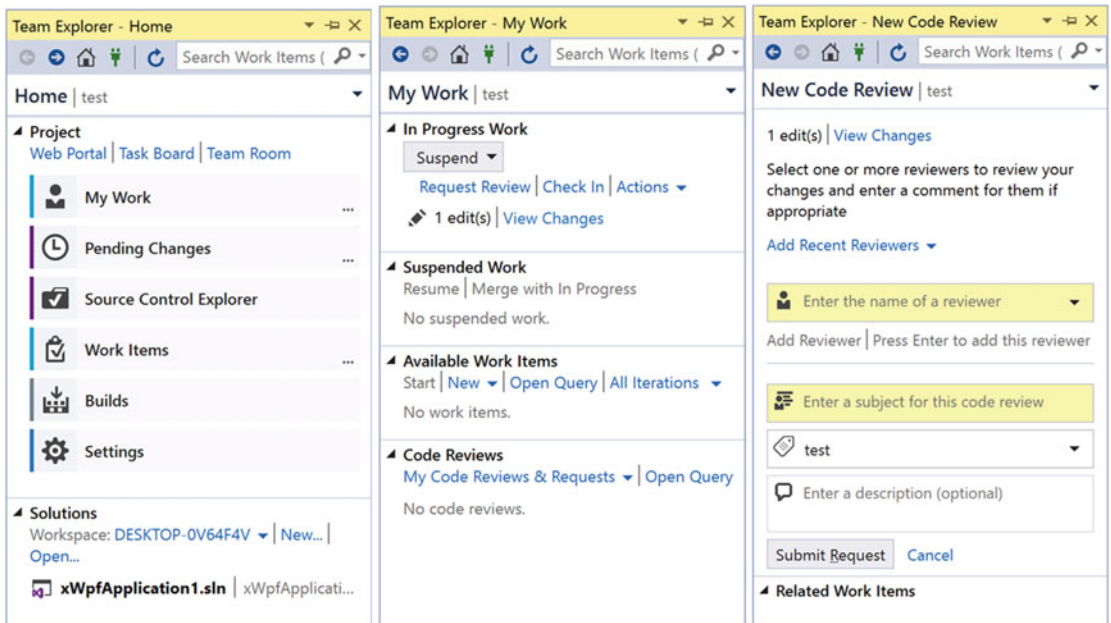 Team Explorer - Home
Search Work Items (
Home | test
Project
Web Portal | Task Board | Team Room
My Work
...
Pending Changes
...
Source Control Explorer
Work Items
...
Builds
Settings
Solutions
Workspace: DESKTOP-0V64F4V | New... |
Open...
xWpfApplication1.sln | xWpfApplicati...
Team Explorer - My Work
Search Work Items (
My Work | test
In Progress Work
Suspend
Request Review | Check In | Actions
1 edit(s) | View Changes
Suspended Work
Resume | Merge with In Progress
No suspended work.
Available Work Items
Start | New | Open Query | All Iterations
No work items.
Code Reviews
My Code Reviews & Requests | Open Query
No code reviews.
Team Explorer - New Code Review
Search Work Items (
New Code Review | test
1 edit(s) | View Changes
Select one or more reviewers to review your
changes and enter a comment for them if
appropriate
Add Recent Reviewers
Enter the name of a reviewer
Add Reviewer | Press Enter to add this reviewer
Enter a subject for this code review
test
Enter a description (optional)
Submit Request Cancel
Related Work Items